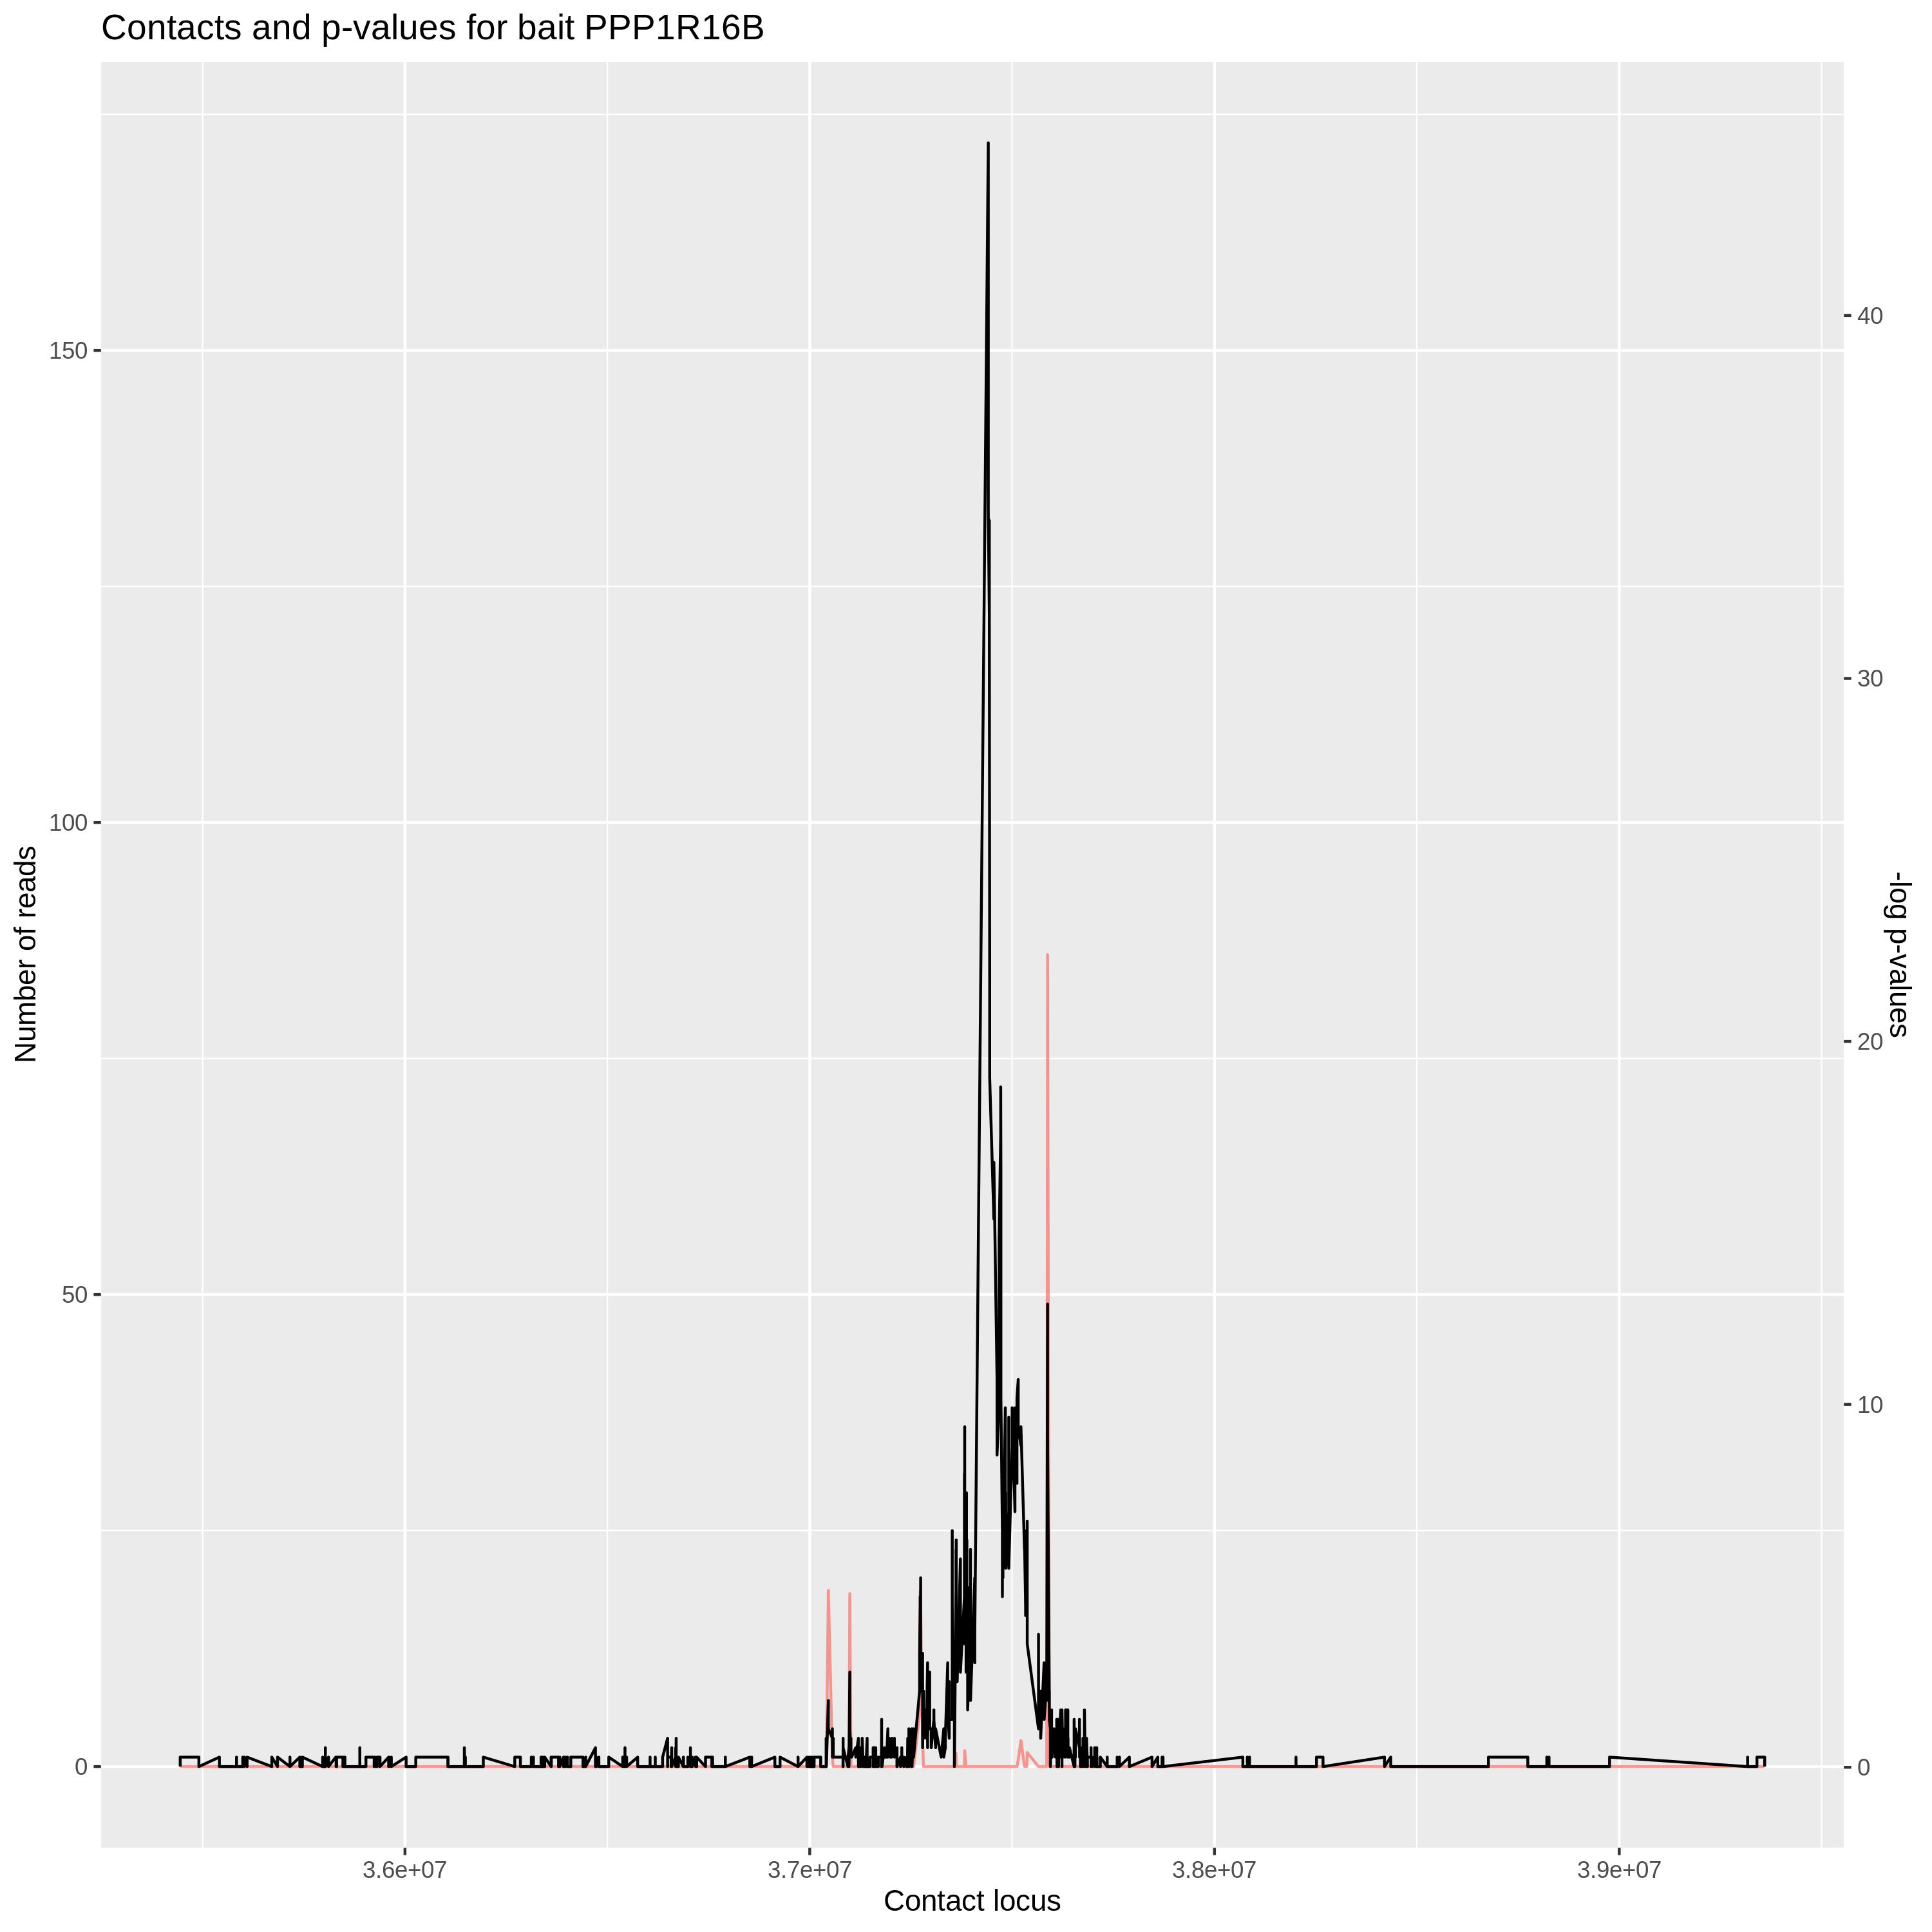 Contacts and p-values for bait PPP1R16B
150
100
50
0
Number of reads
40
30
20
10
0
-log p-values
3.6e+07
3.7e+07
3.8e+07
3.9e+07
Contact locus